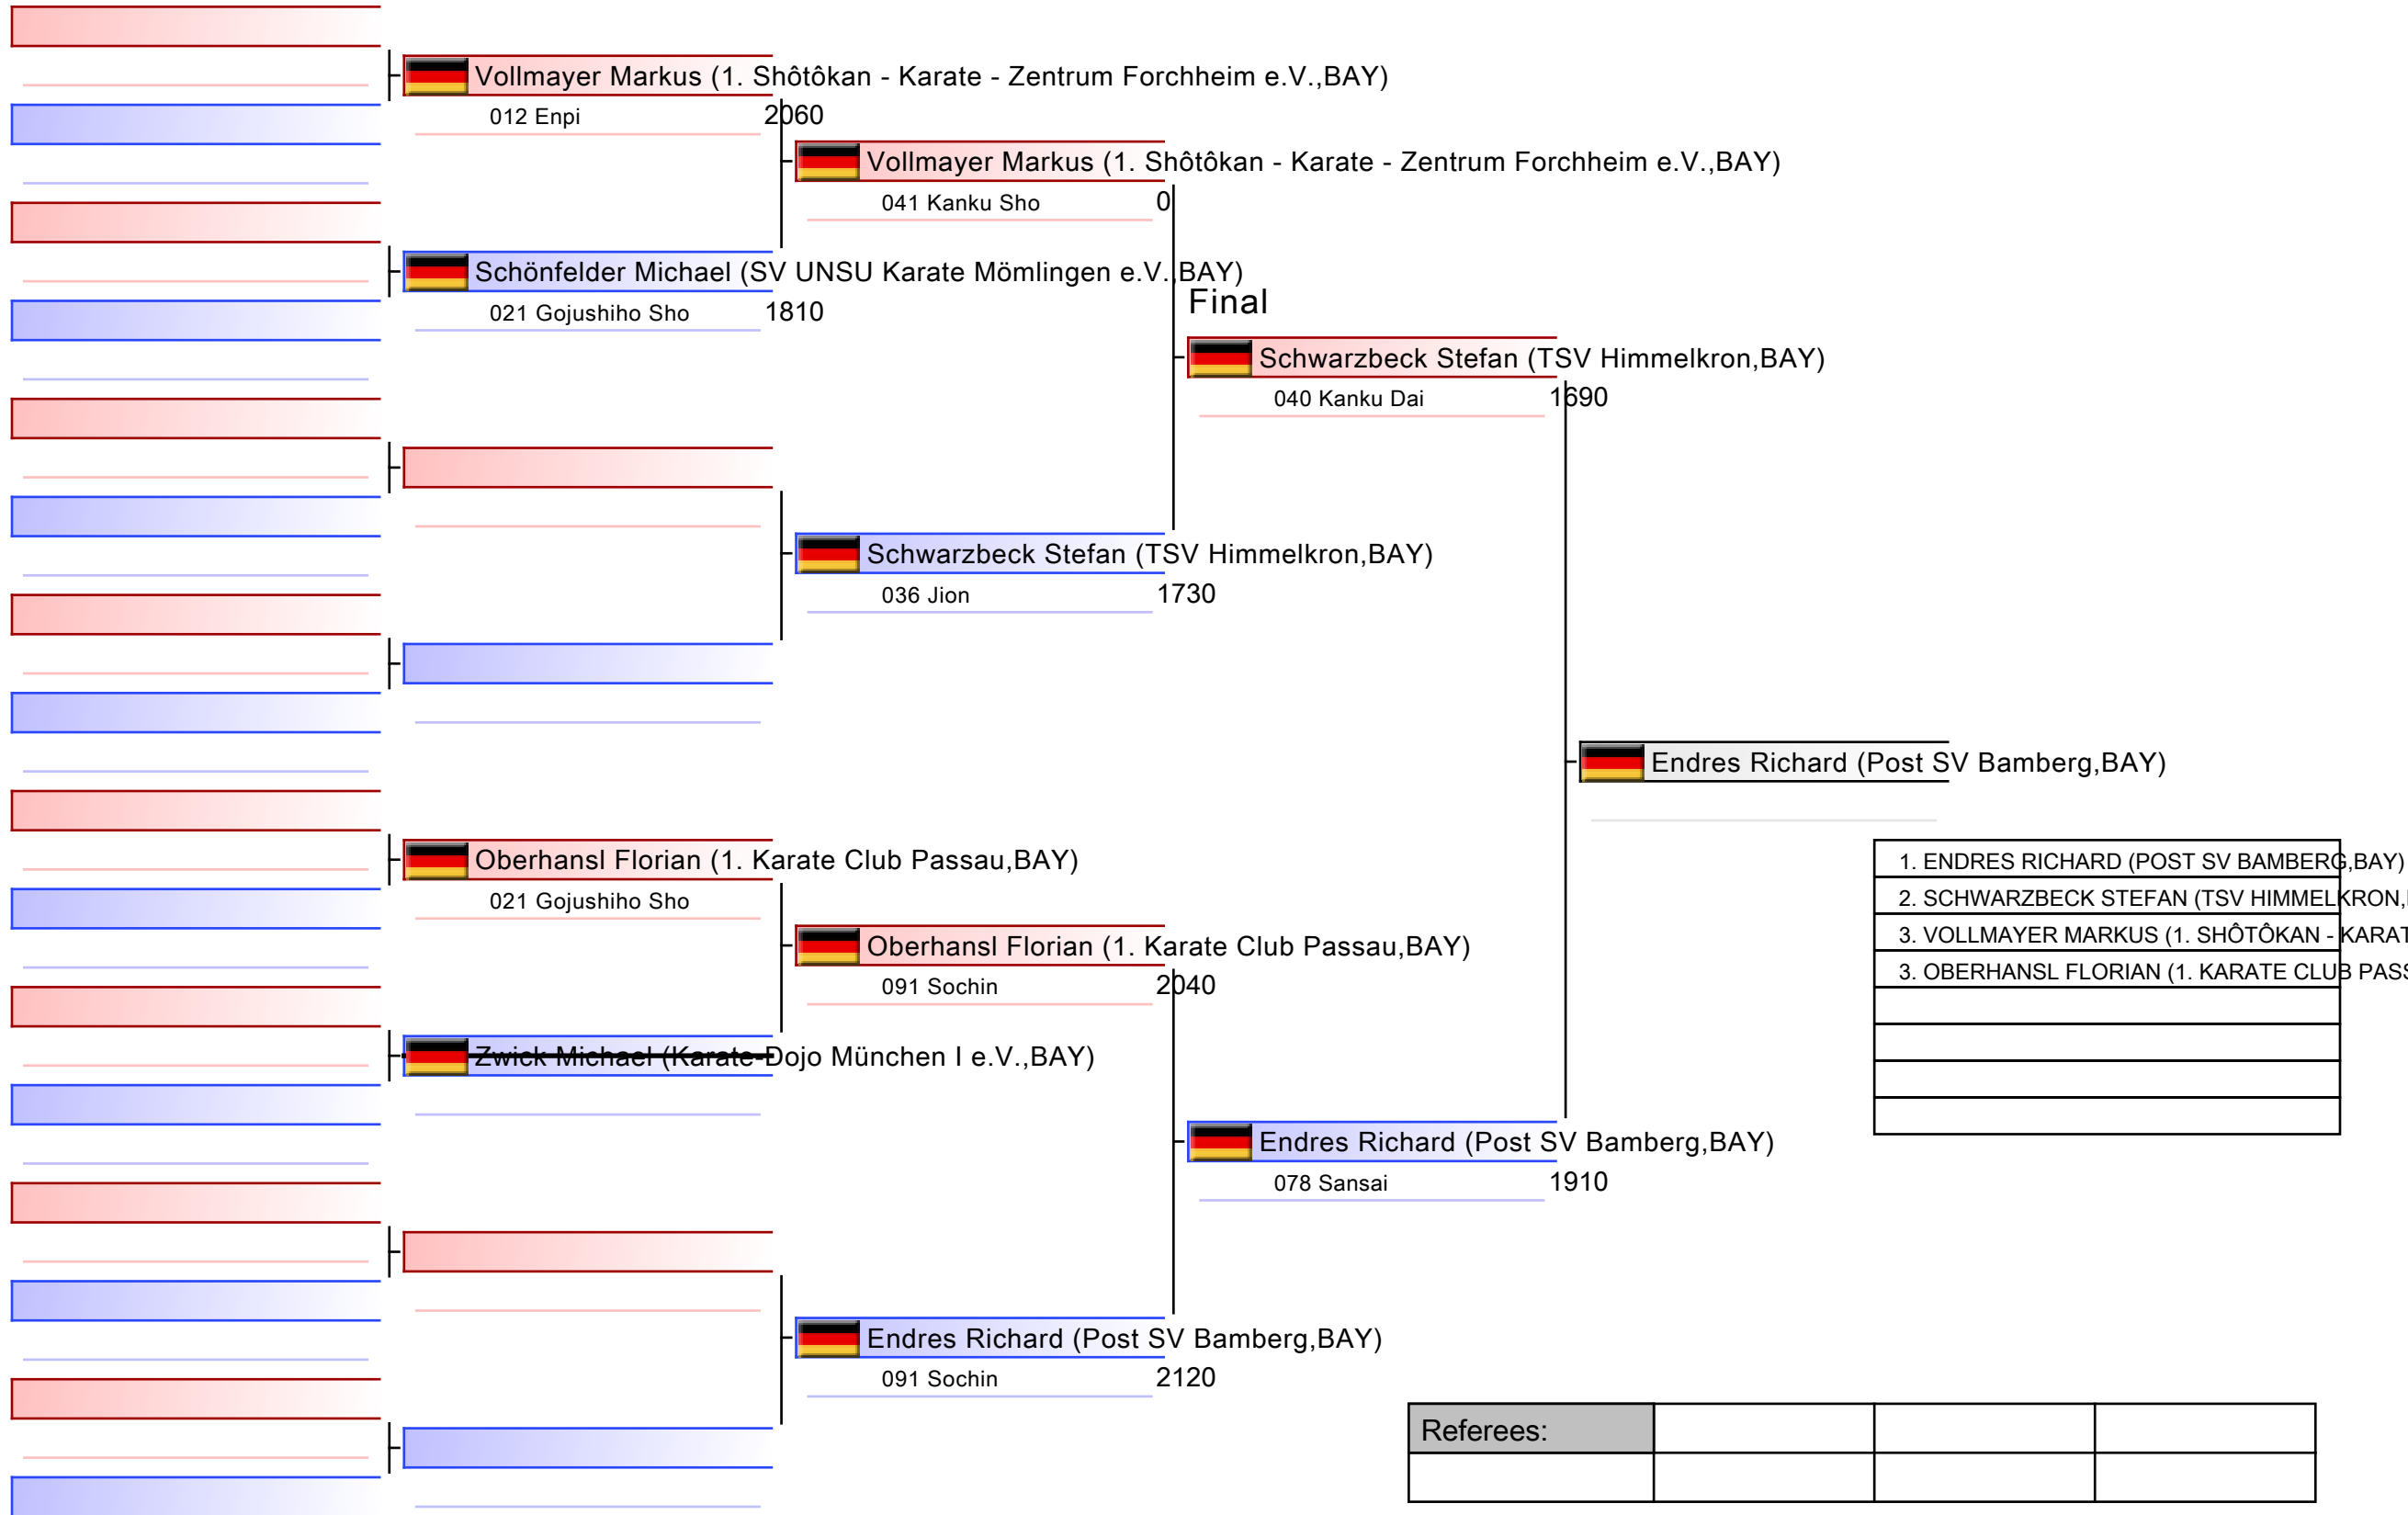 Vollmayer Markus (1. Shôtôkan - Karate - Zentrum Forchheim e.V.,BAY)
012 Enpi 2060
Vollmayer Markus (1. Shôtôkan - Karate - Zentrum Forchheim e.V.,BAY)
041 Kanku Sho 0
Schönfelder Michael (SV UNSU Karate Mömlingen e.V.,BAY)
021 Gojushiho Sho 1810
Final
Schwarzbeck Stefan (TSV Himmelkron,BAY)
040 Kanku Dai 1690
Schwarzbeck Stefan (TSV Himmelkron,BAY)
036 Jion 1730
Endres Richard (Post SV Bamberg,BAY)
Oberhansl Florian (1. Karate Club Passau,BAY)
021 Gojushiho Sho
1. ENDRES RICHARD (POST SV BAMBERG,BAY)
2. SCHWARZBECK STEFAN (TSV HIMMELKRON,
3. VOLLMAYER MARKUS (1. SHÔTÔKAN - KARAT
3. OBERHANSL FLORIAN (1. KARATE CLUB PASS
Oberhansl Florian (1. Karate Club Passau,BAY)
091 Sochin 2040
Zwick Michael (Karate-Dojo München I e.V.,BAY)
Endres Richard (Post SV Bamberg,BAY)
078 Sansai 1910
Endres Richard (Post SV Bamberg,BAY)
091 Sochin 2120
Referees: